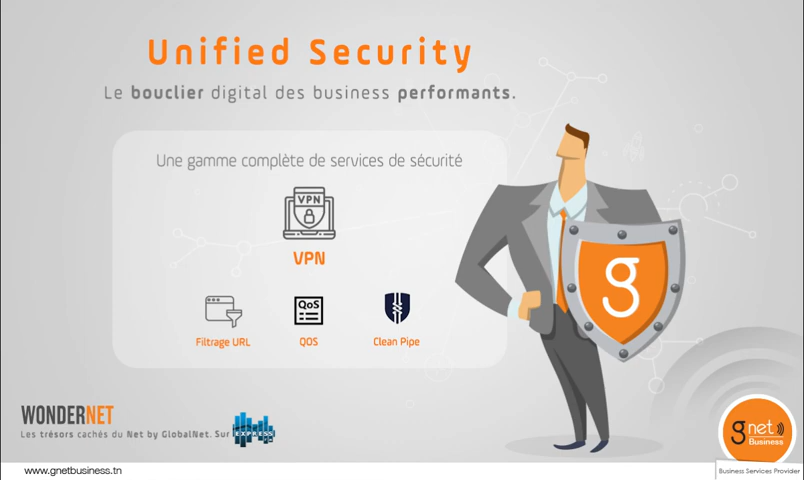 Unified Security
Le bouclier digital des business performants.
Une gamme complète de services de sécurité
VPN
VPN
QoS
Filtrage URL
QOS
Clean Pipe
g
WONDERNET
Les trésors cachés du Net by GlobalNet. Sur
gnet
Business
www.gnetbusiness.tn
Business Services Provider